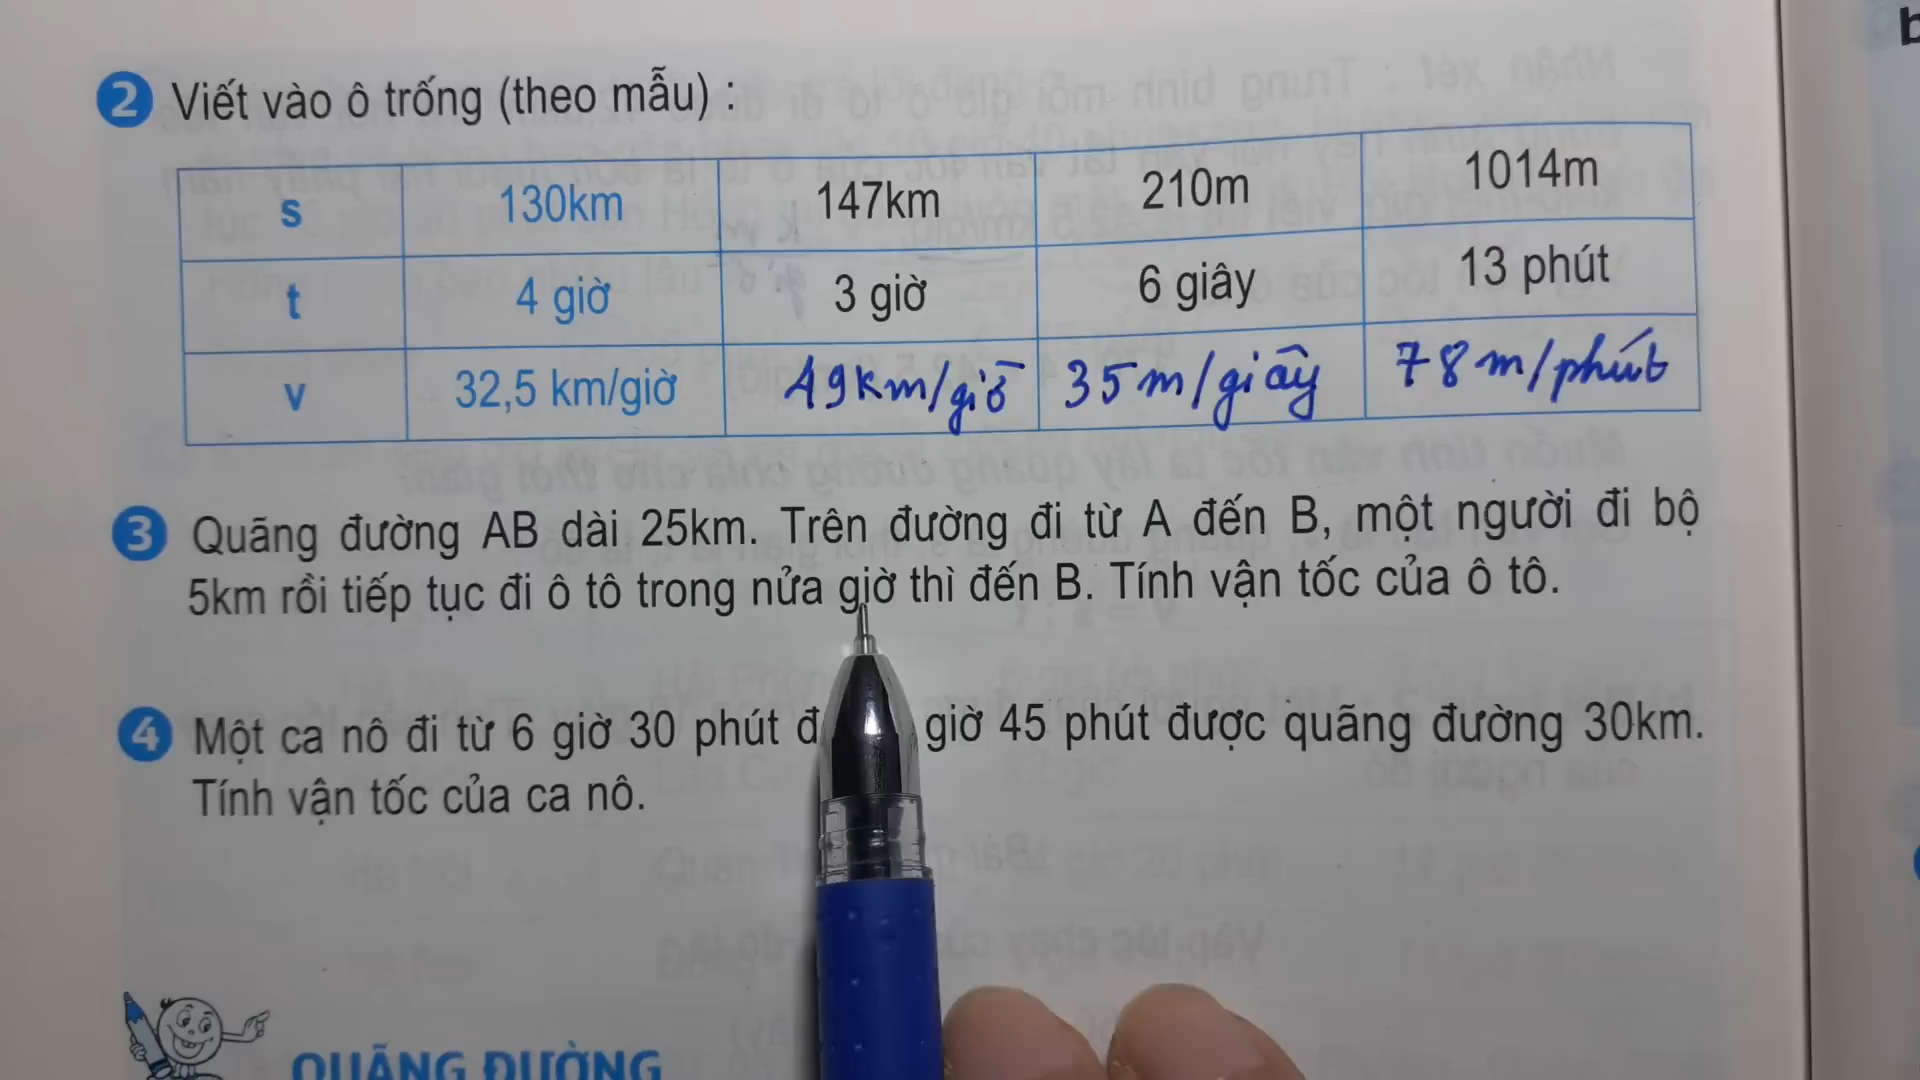 2 Viết vào ô trống (theo mẫu) :
s 130km 147km 210m 1014m
t 4 giờ 3 giờ 6 giây 13 phút
v 32,5 km/giờ 49km/giờ 35m/giây 78m/phút
3 Quãng đường AB dài 25km. Trên đường đi từ A đến B, một người đi bộ
5km rồi tiếp tục đi ô tô trong nửa giờ thì đến B. Tính vận tốc của ô tô.
4 Một ca nô đi từ 6 giờ 30 phút giờ 45 phút được quãng đường 30km.
Tính vận tốc của ca nô.
QUÃNG ĐƯỜNG
b